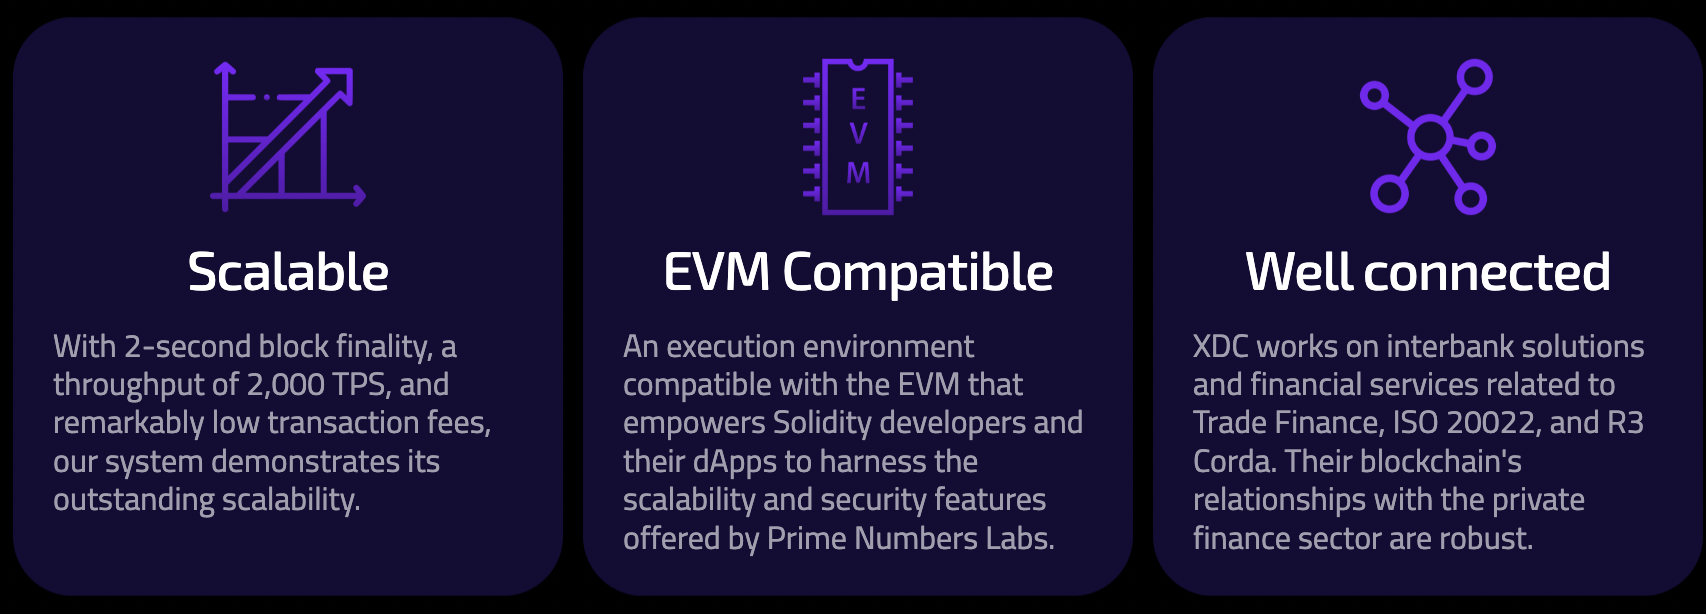 E
V
M
Scalable
With 2-second block finality, a
throughput of 2,000 TPS, and
remarkably low transaction fees,
our system demonstrates its
outstanding scalability.
EVM Compatible
An execution environment
compatible with the EVM that
empowers Solidity developers and
their dApps to harness the
scalability and security features
offered by Prime Numbers Labs.
Well connected
XDC works on interbank solutions
and financial services related to
Trade Finance, ISO 20022, and R3
Corda. Their blockchain's
relationships with the private
finance sector are robust.